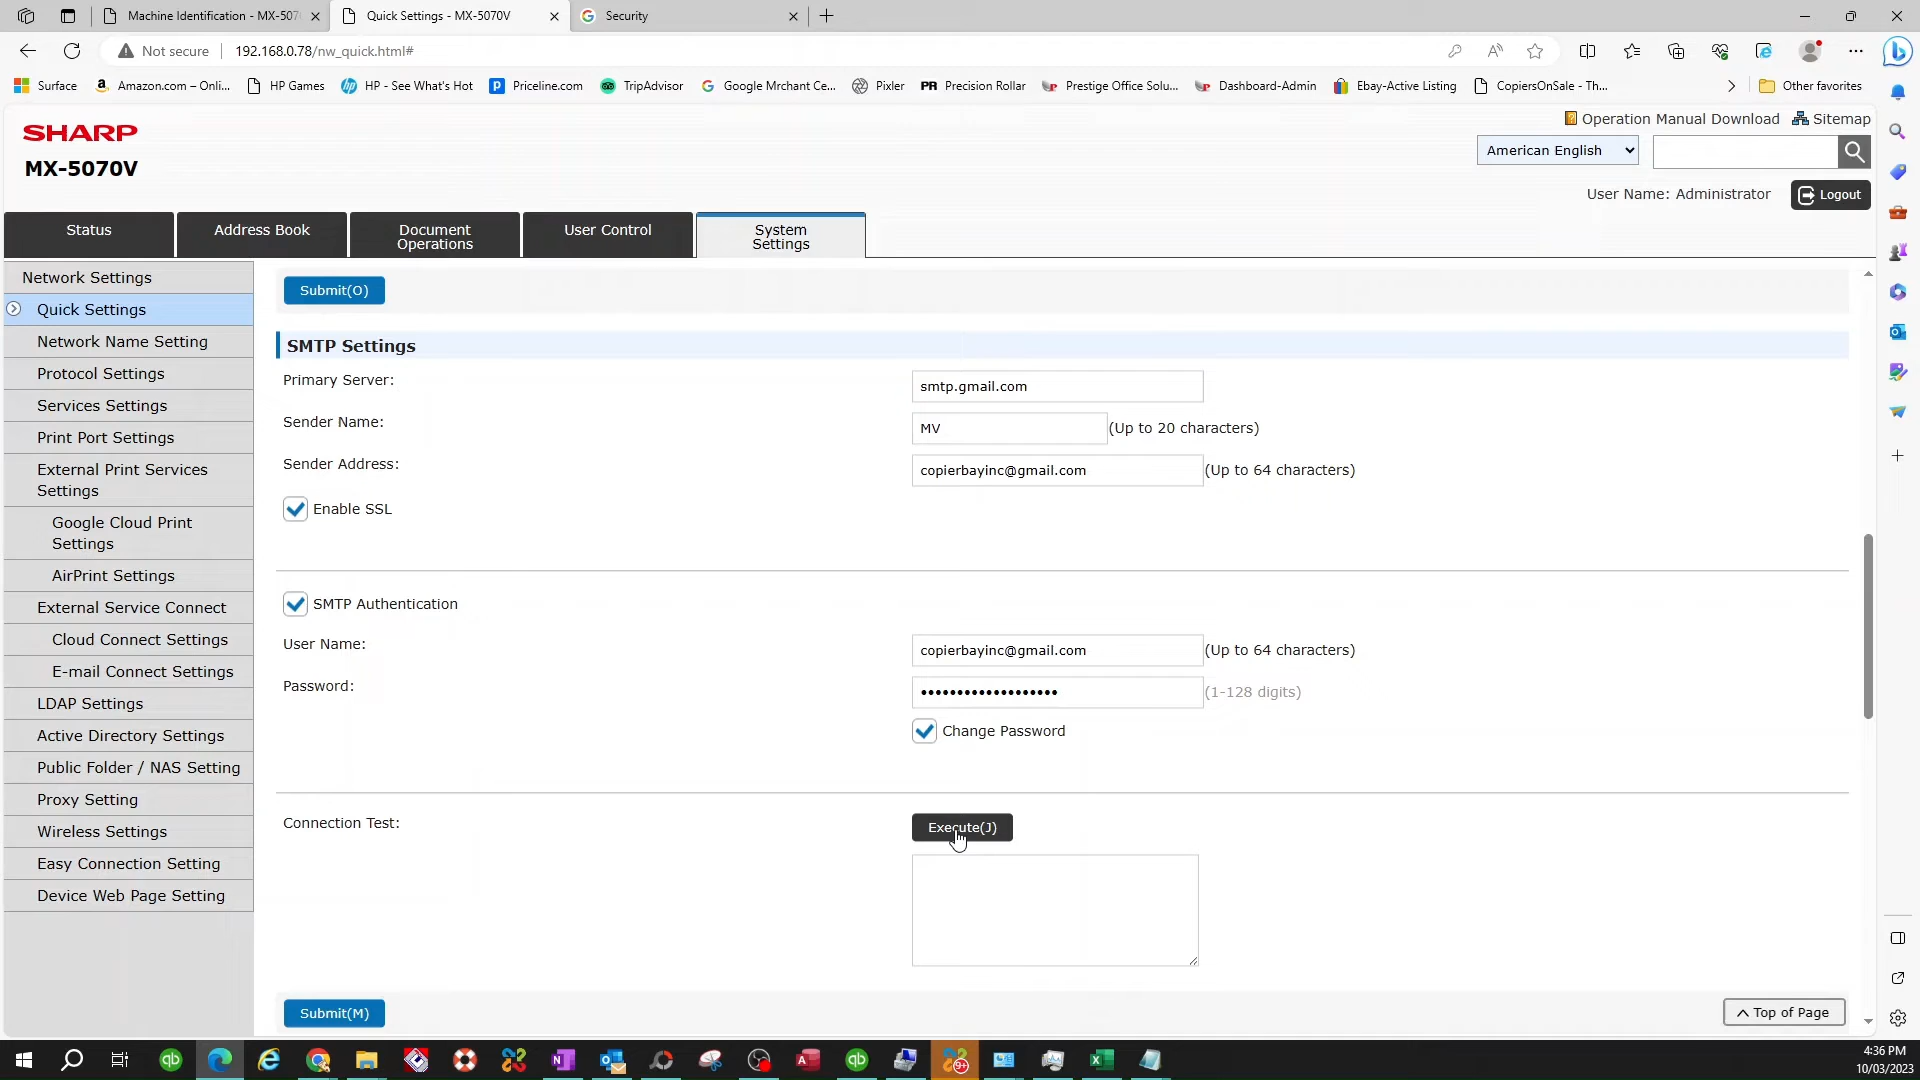 Machine Identification - MX-507
Quick Settings - MX-5070V
Security
Not secure
192.168.0.78/nw_quick.html#
Surface
Amazon.com – Onli...
HP Games
HP - See What's Hot
Priceline.com
TripAdvisor
Google Mrchant Ce...
Pixler
PR Precision Rollar
Prestige Office Solu...
Dashboard-Admin
Ebay-Active Listing
CopiersOnSale - Th...
Other favorites
SHARP
MX-5070V
Operation Manual Download
Sitemap
American English
User Name: Administrator
Logout
Status
Address Book
Document
Operations
User Control
System
Settings
Network Settings
Quick Settings
Network Name Setting
Protocol Settings
Services Settings
Print Port Settings
External Print Services
Settings
Google Cloud Print
Settings
AirPrint Settings
External Service Connect
Cloud Connect Settings
E-mail Connect Settings
LDAP Settings
Active Directory Settings
Public Folder / NAS Setting
Proxy Setting
Wireless Settings
Easy Connection Setting
Device Web Page Setting
Submit(O)
SMTP Settings
Primary Server:
smtp.gmail.com
Sender Name:
MV
(Up to 20 characters)
Sender Address:
copierbayinc@gmail.com
(Up to 64 characters)
Enable SSL
SMTP Authentication
User Name:
copierbayinc@gmail.com
(Up to 64 characters)
Password:
•••••••••••••••••••
(1-128 digits)
Change Password
Connection Test:
Execute(J)
Submit(M)
Top of Page
4:36 PM
10/03/2023